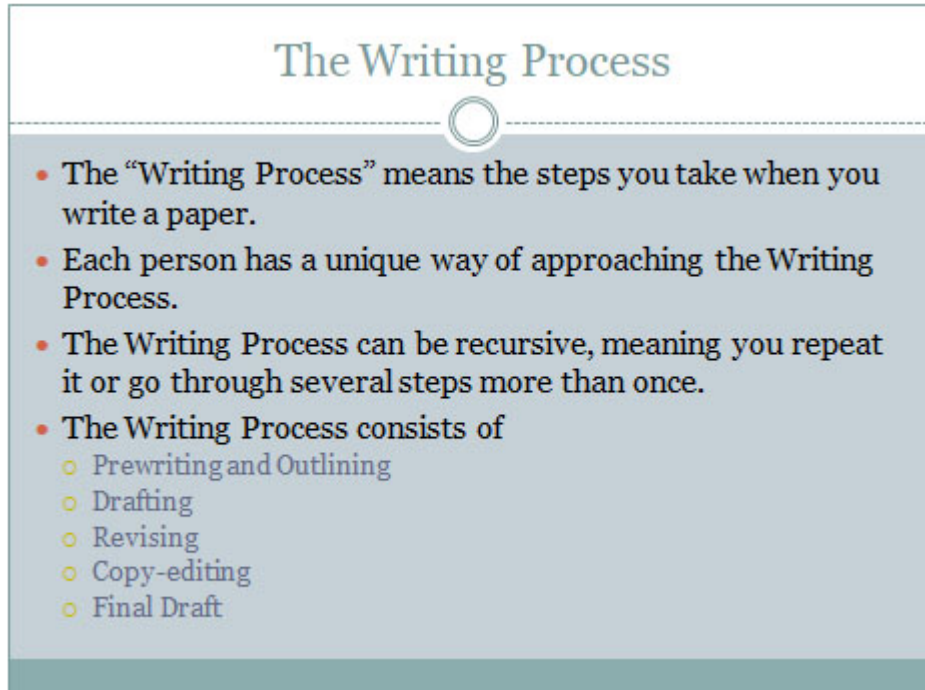 The Writing Process
• The “Writing Process” means the steps you take when you
write a paper.
• Each person has a unique way of approaching the Writing
Process.
• The Writing Process can be recursive, meaning you repeat
it or go through several steps more than once.
• The Writing Process consists of
o Prewriting and Outlining
o Drafting
o Revising
o Copy-editing
o Final Draft